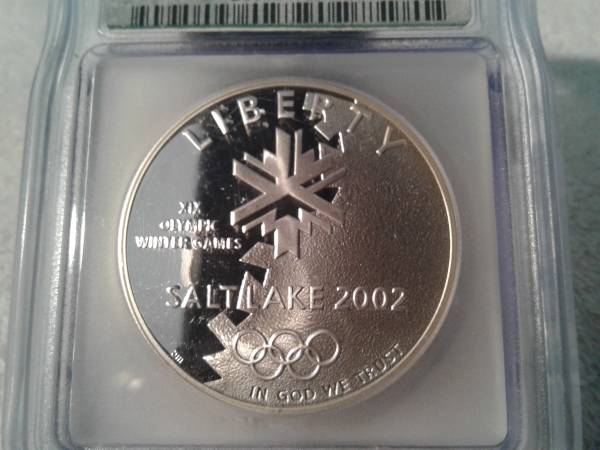 LIBERTY
XIX
OLYMPIC
WINTER GAMES
SALT LAKE 2002
IN GOD WE TRUST